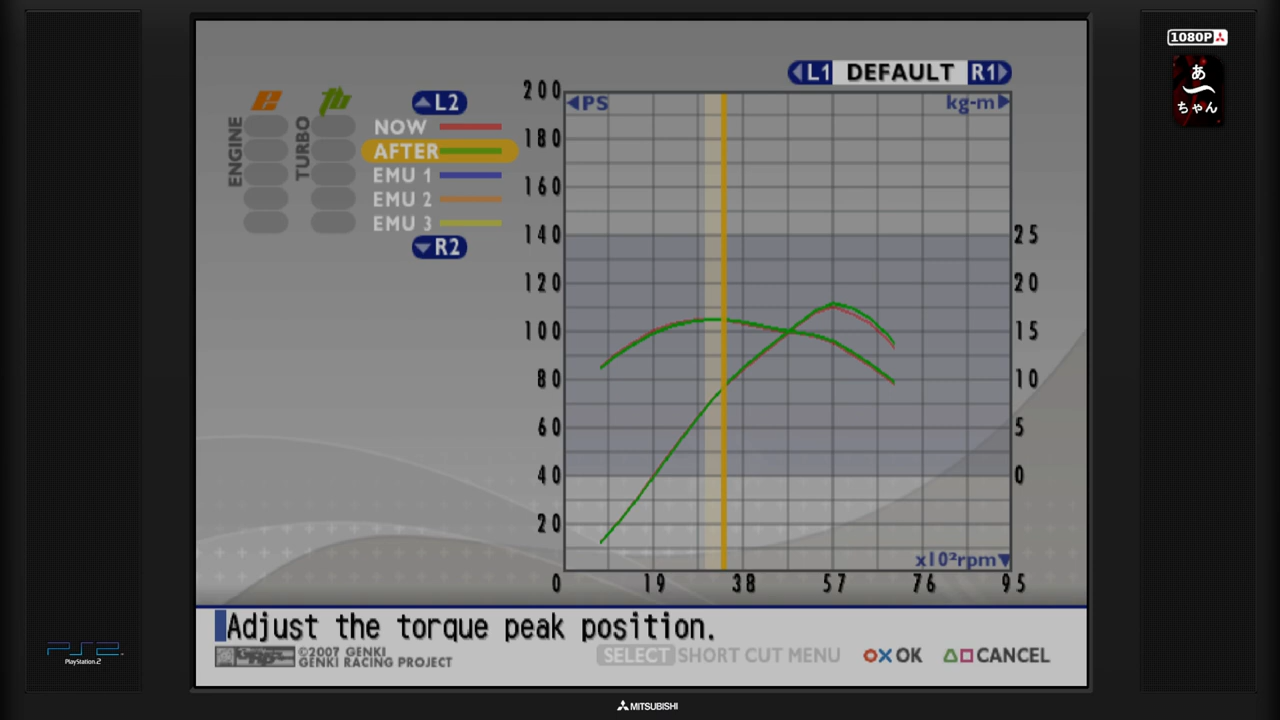 1080P
あ
ー
ちゃん
L1 DEFAULT R1
L2
NOW
AFTER
EMU 1
EMU 2
EMU 3
R2
ENGINE
TURBO
PS
kg-m
200
180
160
140
120
100
80
60
40
20
25
20
15
10
5
0
x10²rpm
0 19 38 57 76 95
Adjust the torque peak position.
©2007 GENKI
GENKI RACING PROJECT
SELECT SHORT CUT MENU OK CANCEL
PS2
PlayStation.2
MITSUBISHI